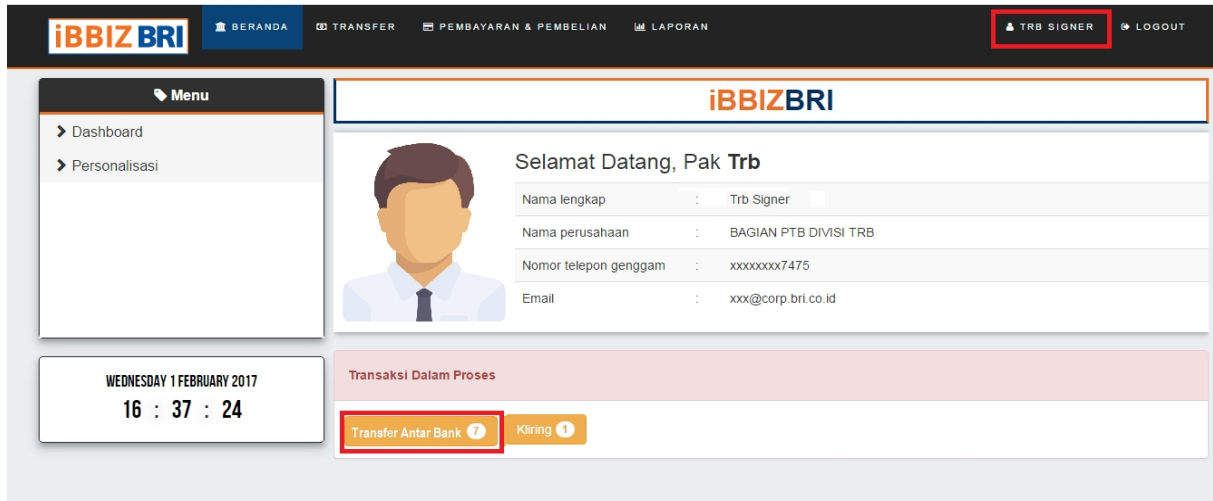 iBBIZ BRI
BERANDA
TRANSFER
PEMBAYARAN & PEMBELIAN
LAPORAN
TRB SIGNER
LOGOUT
Menu
Dashboard
Personalisasi
WEDNESDAY 1 FEBRUARY 2017
16 : 37 : 24
iBBIZBRI
Selamat Datang, Pak Trb
Nama lengkap : Trb Signer
Nama perusahaan : BAGIAN PTB DIVISI TRB
Nomor telepon genggam : xxxxxxxx7475
Email : xxx@corp.bri.co.id
Transaksi Dalam Proses
Transfer Antar Bank 7
Kliring 1